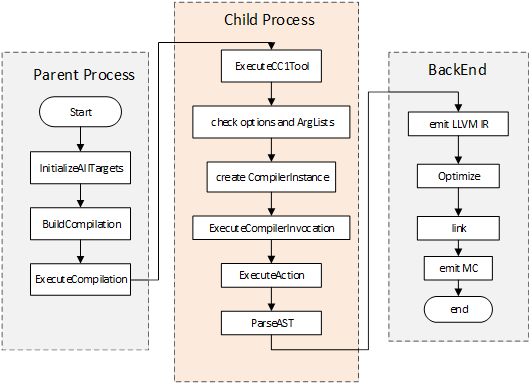 Parent Process
Start
InitializeAllTargets
BuildCompilation
ExecuteCompilation
Child Process
ExecuteCC1Tool
check options and ArgLists
create CompilerInstance
ExecuteCompilerInvocation
ExecuteAction
ParseAST
BackEnd
emit LLVM IR
Optimize
link
emit MC
end